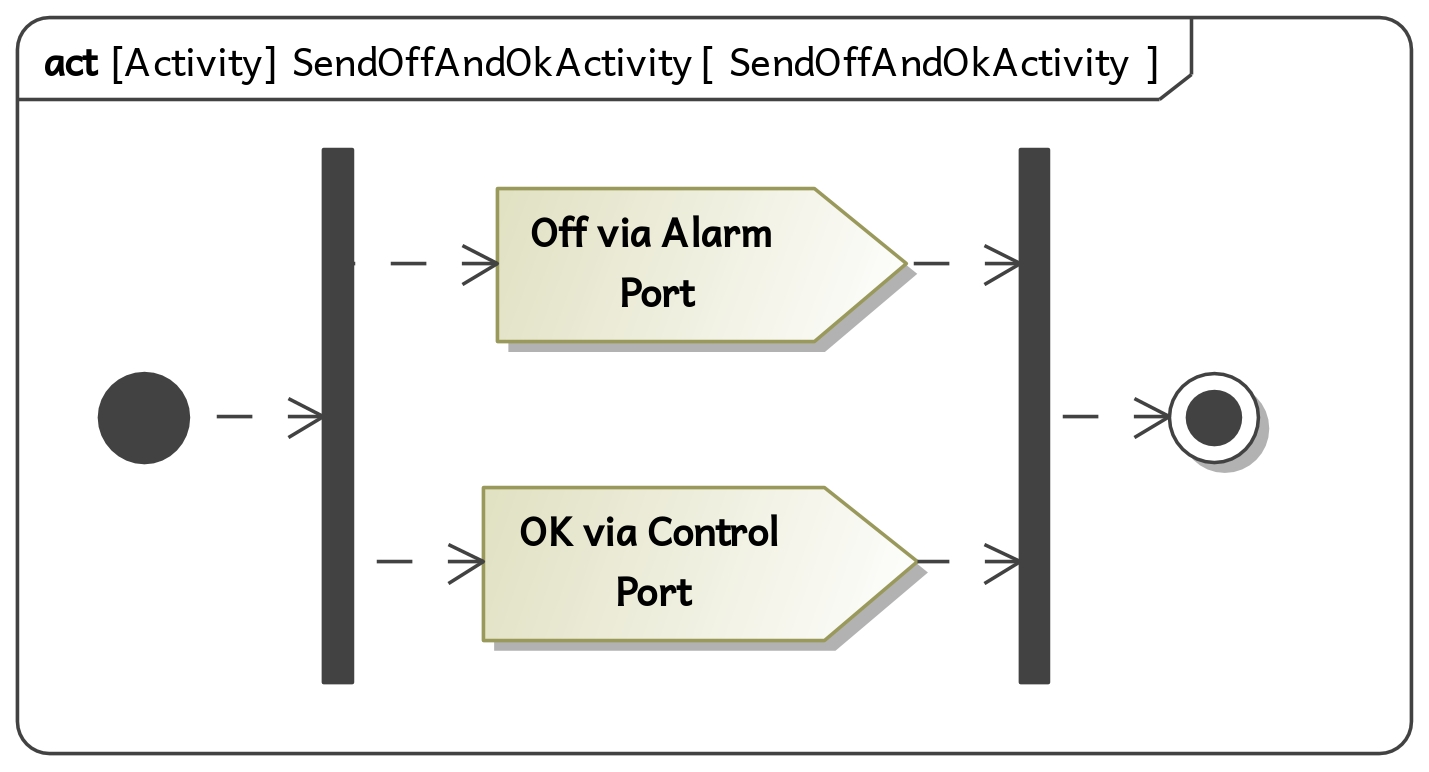 act [Activity] SendOffAndOkActivity [ SendOffAndOkActivity ]
Off via Alarm
Port
OK via Control
Port